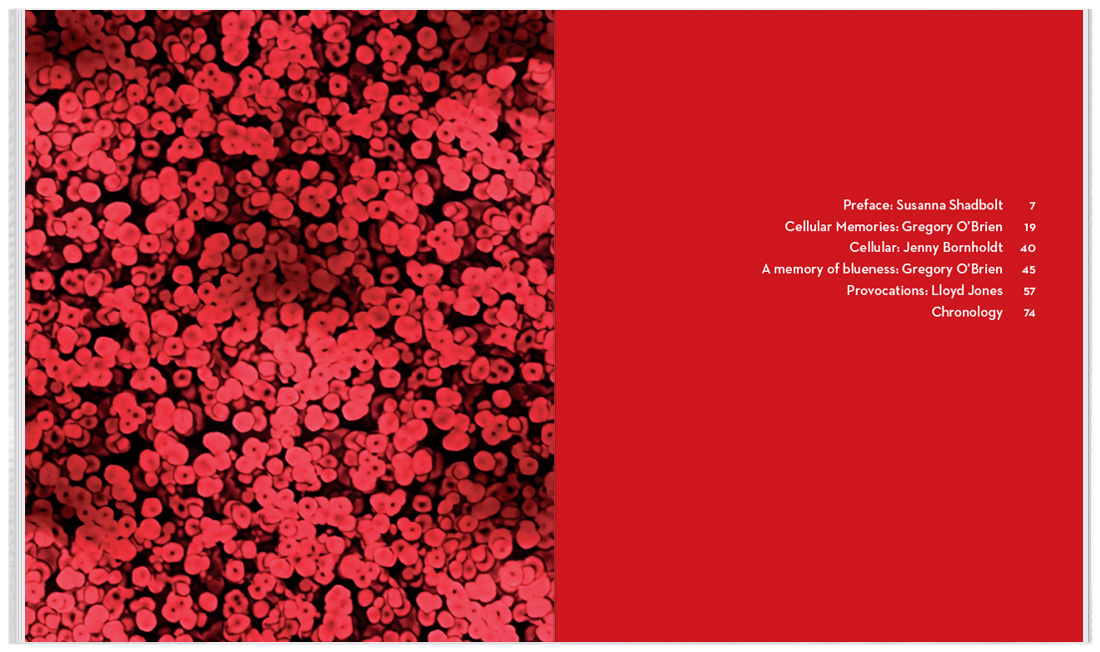 Preface: Susanna Shadbolt 7
Cellular Memories: Gregory O'Brien 19
Cellular: Jenny Bornholdt 40
A memory of blueness: Gregory O'Brien 45
Provocations: Lloyd Jones 57
Chronology 74